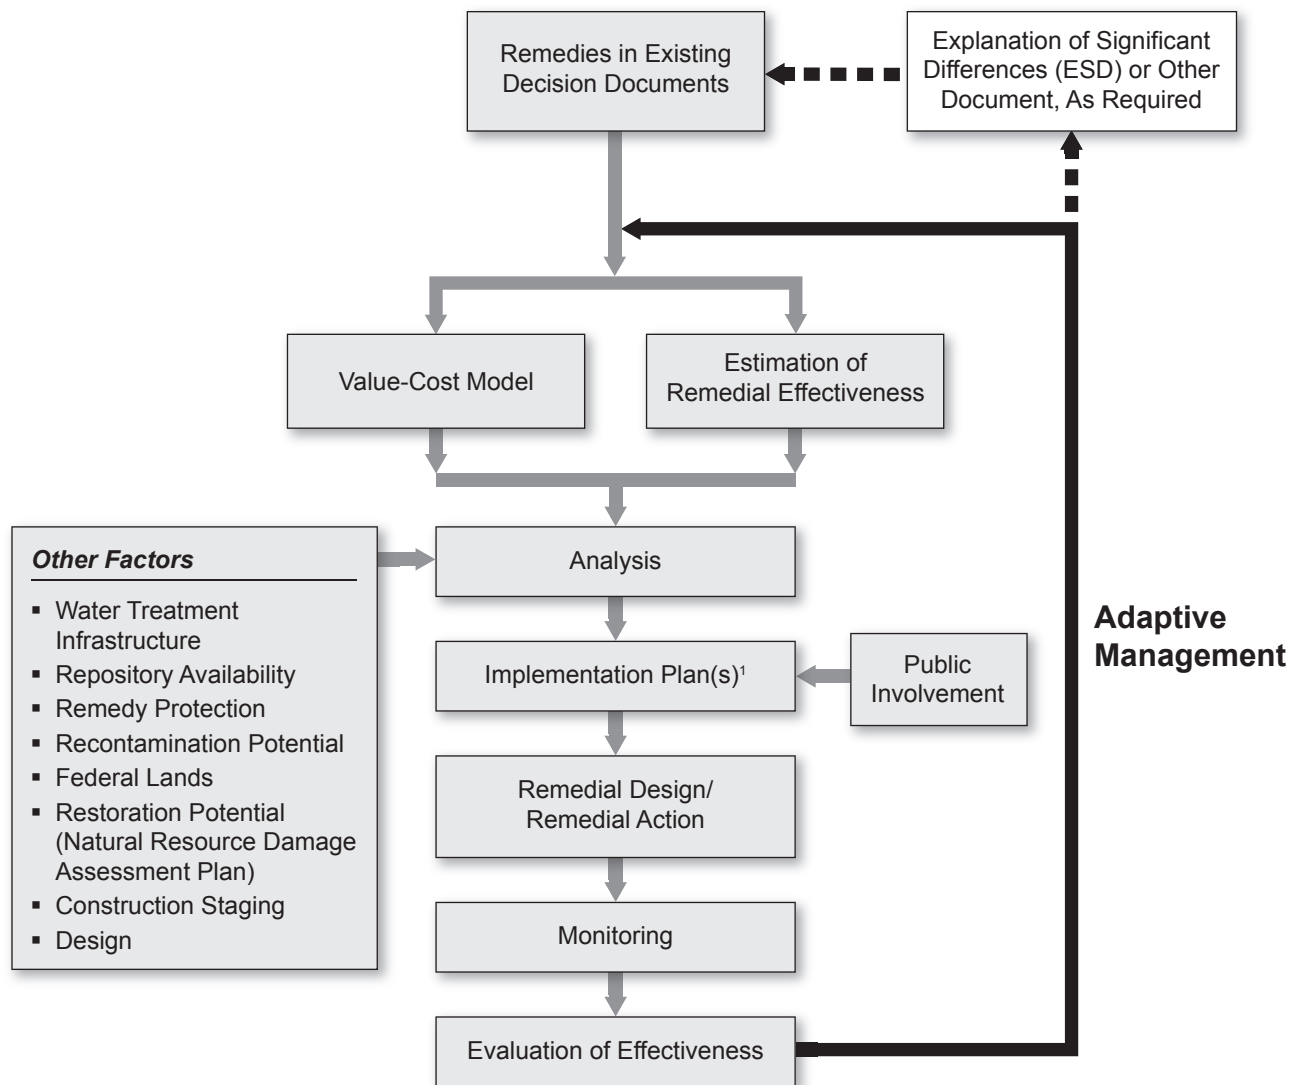 Remedies in Existing
Decision Documents
Explanation of Significant
Differences (ESD) or Other
Document, As Required
Value-Cost Model
Estimation of
Remedial Effectiveness
Other Factors
▪ Water Treatment
Infrastructure
▪ Repository Availability
▪ Remedy Protection
▪ Recontamination Potential
▪ Federal Lands
▪ Restoration Potential
(Natural Resource Damage
Assessment Plan)
▪ Construction Staging
▪ Design
Analysis
Implementation Plan(s)¹
Public
Involvement
Adaptive
Management
Remedial Design/
Remedial Action
Monitoring
Evaluation of Effectiveness